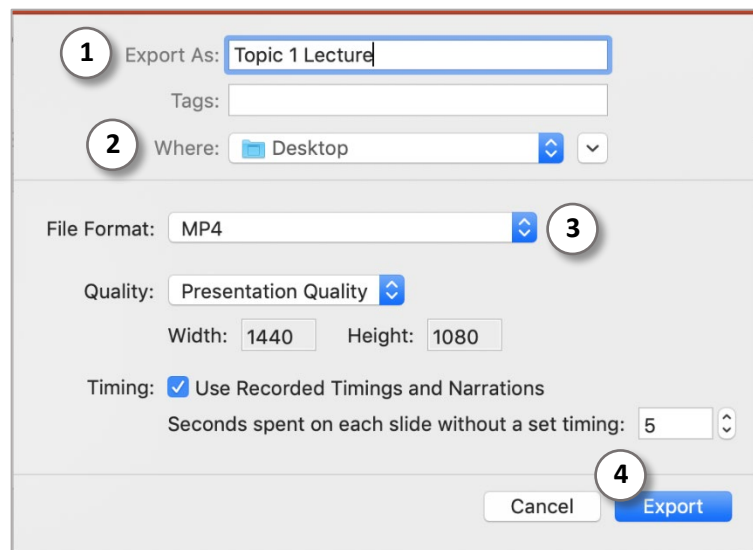 1 Export As: Topic 1 Lecture
Tags:
2 Where: Desktop
File Format: MP4 3
Quality: Presentation Quality
Width: 1440 Height: 1080
Timing: Use Recorded Timings and Narrations
Seconds spent on each slide without a set timing: 5
4
Cancel Export